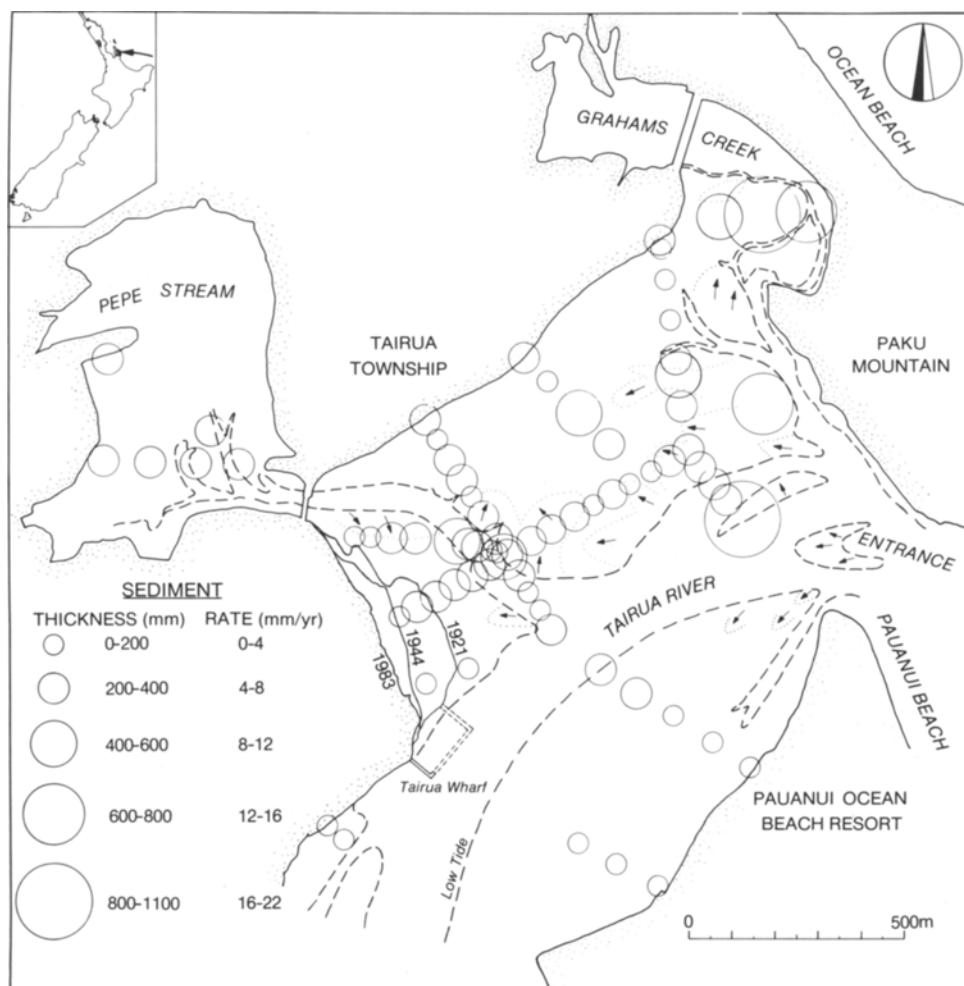 GRAHAMS
CREEK
OCEAN BEACH
PEPE STREAM
TAIRUA
TOWNSHIP
PAKU
MOUNTAIN
ENTRANCE
TAIRUA RIVER
PAUANUI BEACH
1921
1944
1983
Tairua Wharf
Low Tide
PAUANUI OCEAN
BEACH RESORT
SEDIMENT
THICKNESS (mm) RATE (mm/yr)
0-200 0-4
200-400 4-8
400-600 8-12
600-800 12-16
800-1100 16-22
0 500m